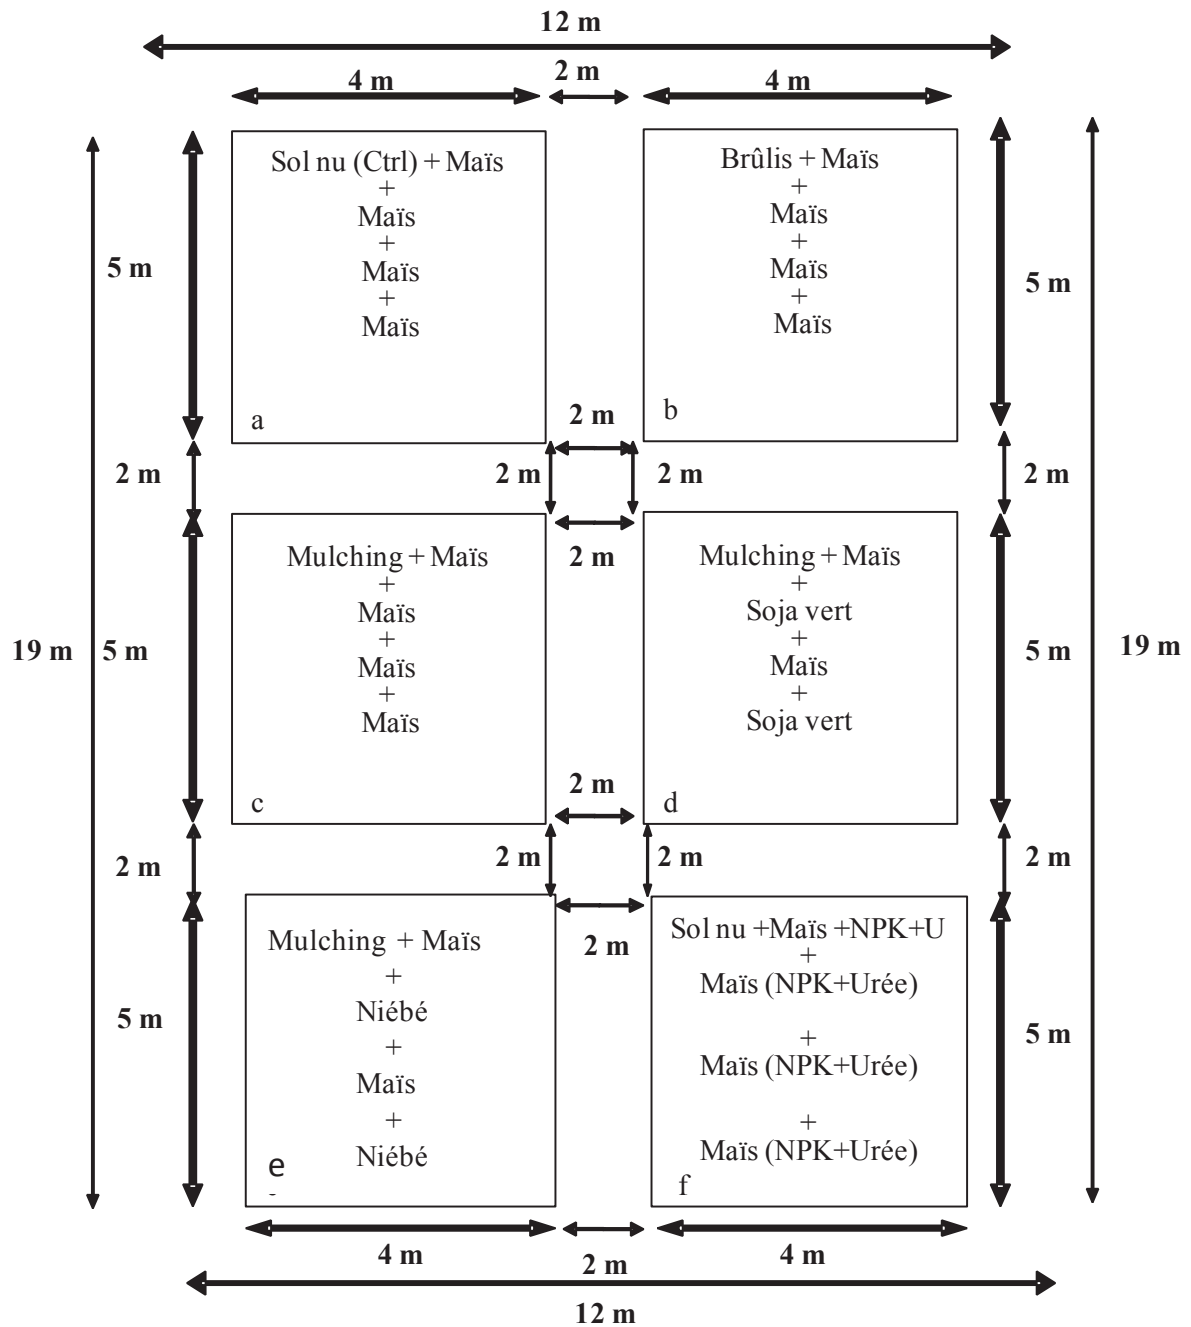 12 m
4 m
2 m
4 m
Sol nu (Ctrl) + Maïs
+
Maïs
+
Maïs
+
Maïs
a
Brûlis + Maïs
+
Maïs
+
Maïs
+
Maïs
b
5 m
5 m
2 m
2 m
2 m
2 m
2 m
2 m
Mulching + Maïs
+
Maïs
+
Maïs
+
Maïs
c
Mulching + Maïs
+
Soja vert
+
Maïs
+
Soja vert
d
19 m
5 m
5 m
19 m
2 m
2 m
2 m
2 m
2 m
2 m
Mulching + Maïs
+
Niébé
+
Maïs
+
Niébé
e
Sol nu +Maïs +NPK+U
+
Maïs (NPK+Urée)
+
Maïs (NPK+Urée)
+
Maïs (NPK+Urée)
f
5 m
5 m
4 m
2 m
4 m
12 m